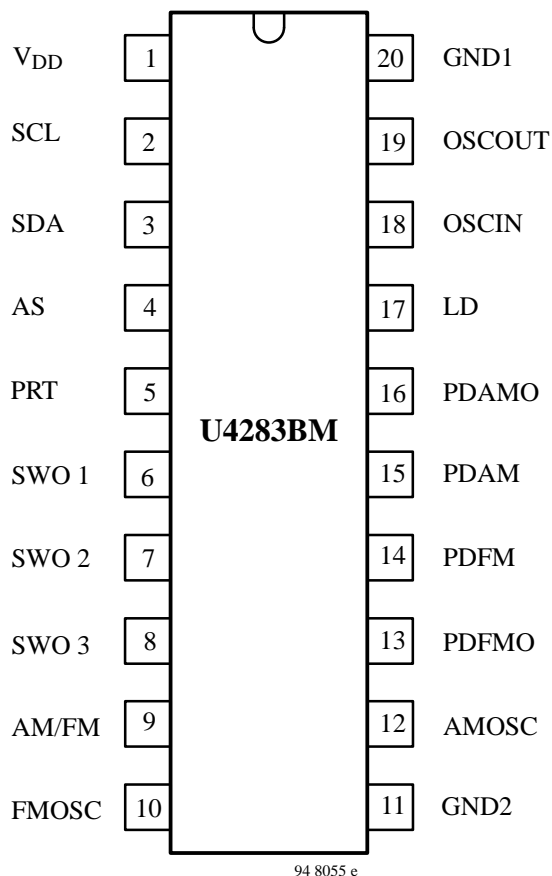 V_DD 1 20 GND1
SCL 2 19 OSCOUT
SDA 3 18 OSCIN
AS 4 17 LD
PRT 5 16 PDAMO
U4283BM
SWO 1 6 15 PDAM
SWO 2 7 14 PDFM
SWO 3 8 13 PDFMO
AM/FM 9 12 AMOSC
FMOSC 10 11 GND2
94 8055 e